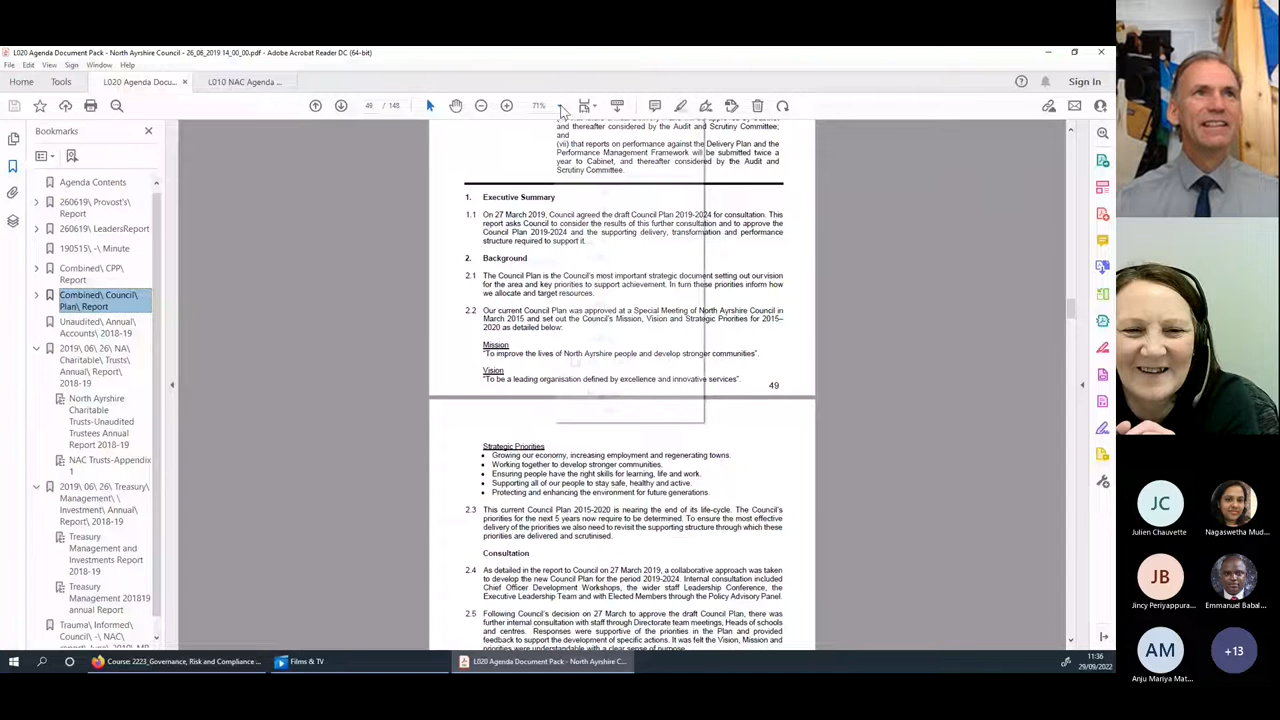 L020 Agenda Document Pack - North Ayrshire Council - 26_06_2019 14_00_00.pdf - Adobe Acrobat Reader DC (64-bit)
File Edit View Sign Window Help
Home Tools L020 Agenda Docu... × L010 NAC Agenda ... Sign In
49 / 148 71%
Bookmarks
Agenda Contents
260619\ Provost's\
Report
260619\ LeadersReport
190515\ -\ Minute
Combined\ CPP\
Report
Combined\ Council\
Plan\ Report
Unaudited\ Annual\
Accounts\ 2018-19
2019\ 06\ 26\ NA\
Charitable\ Trusts\
Annual\ Report\
2018-19
North Ayrshire
Charitable
Trusts-Unaudited
Trustees Annual
Report 2018-19
NAC Trusts-Appendix
1
2019\ 06\ 26\ Treasury\
Management\ \
Investment\ Annual\
Report\ 2018-19
Treasury
Management and
Investments Report
2018-19
Treasury
Management 201819
annual Report
Trauma\ Informed\
Council\ -\ NAC\
and thereafter considered by the Audit and Scrutiny Committee;
and
(vii) that reports on performance against the Delivery Plan and the
Performance Management Framework will be submitted twice a
year to Cabinet, and thereafter considered by the Audit and
Scrutiny Committee.
1. Executive Summary
1.1 On 27 March 2019, Council agreed the draft Council Plan 2019-2024 for consultation. This
report asks Council to consider the results of this further consultation and to approve the
Council Plan 2019-2024 and the supporting delivery, transformation and performance
structure required to support it.
2. Background
2.1 The Council Plan is the Council's most important strategic document setting out our vision
for the area and key priorities to support achievement. In turn these priorities inform how
we allocate and target resources.
2.2 Our current Council Plan was approved at a Special Meeting of North Ayrshire Council in
March 2015 and set out the Council's Mission, Vision and Strategic Priorities for 2015–
2020 as detailed below:
Mission
"To improve the lives of North Ayrshire people and develop stronger communities".
Vision
"To be a leading organisation defined by excellence and innovative services".
49
Strategic Priorities
• Growing our economy, increasing employment and regenerating towns.
• Working together to develop stronger communities.
• Ensuring people have the right skills for learning, life and work.
• Supporting all of our people to stay safe, healthy and active.
• Protecting and enhancing the environment for future generations.
2.3 This current Council Plan 2015-2020 is nearing the end of its life-cycle. The Council's
priorities for the next 5 years now require to be determined. To ensure the most effective
delivery of the priorities we also need to revisit the supporting structure through which these
priorities are delivered and scrutinised.
Consultation
2.4 As detailed in the report to Council on 27 March 2019, a collaborative approach was taken
to develop the new Council Plan for the period 2019-2024. Internal consultation included
Chief Officer Development Workshops, the wider staff Leadership Conference, the
Executive Leadership Team and with Elected Members through the Policy Advisory Panel.
2.5 Following Council's decision on 27 March to approve the draft Council Plan, there was
further internal consultation with staff through Directorate team meetings, Heads of schools
and centres. Responses were supportive of the priorities in the Plan and provided
feedback to support the development of specific actions. It was felt the Vision, Mission and
priorities were understandable with a clear sense of purpose.
JC
Julien Chauvette
Nagaswetha Mud...
JB
Jincy Periyappura...
Emmanuel Babal...
AM
Anju Mariya Mat...
+13
Course: 2223_Governance, Risk and Compliance ...
Films & TV
L020 Agenda Document Pack - North Ayrshire C...
11:36
29/09/2022